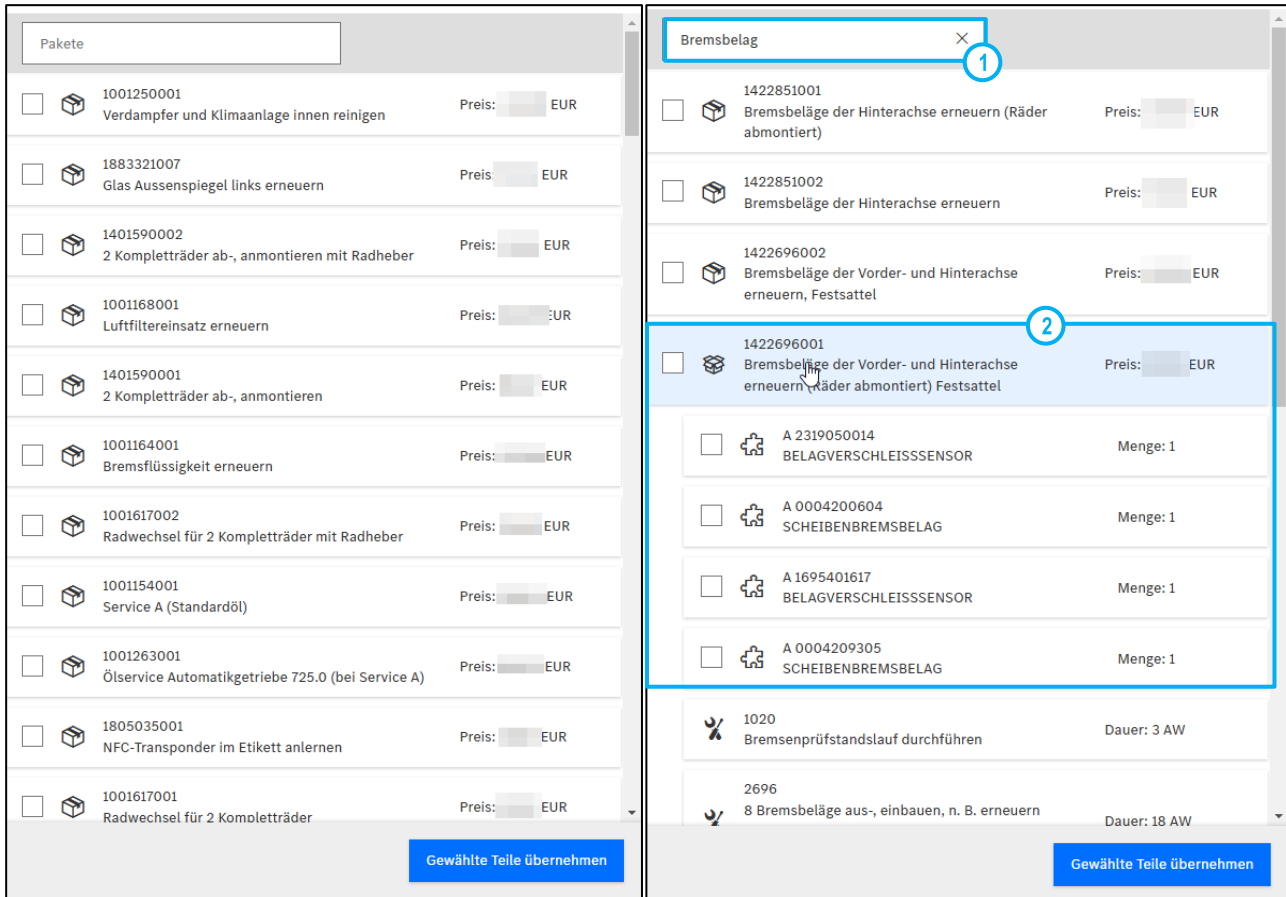 Pakete
1001250001
Verdampfer und Klimaanlage innen reinigen
Preis: EUR
1883321007
Glas Aussenspiegel links erneuern
Preis: EUR
1401590002
2 Kompletträder ab-, anmontieren mit Radheber
Preis: EUR
1001168001
Luftfiltereinsatz erneuern
Preis: EUR
1401590001
2 Kompletträder ab-, anmontieren
Preis: EUR
1001164001
Bremsflüssigkeit erneuern
Preis: EUR
1001617002
Radwechsel für 2 Kompletträder mit Radheber
Preis: EUR
1001154001
Service A (Standardöl)
Preis: EUR
1001263001
Ölservice Automatikgetriebe 725.0 (bei Service A)
Preis: EUR
1805035001
NFC-Transponder im Etikett anlernen
Preis: EUR
1001617001
Radwechsel für 2 Kompletträder
Preis: EUR
Gewählte Teile übernehmen
Bremsbelag
1
1422851001
Bremsbeläge der Hinterachse erneuern (Räder
abmontiert)
Preis: EUR
1422851002
Bremsbeläge der Hinterachse erneuern
Preis: EUR
1422696002
Bremsbeläge der Vorder- und Hinterachse
erneuern, Festsattel
Preis: EUR
2
1422696001
Bremsbeläge der Vorder- und Hinterachse
erneuern (Räder abmontiert) Festsattel
Preis: EUR
A 2319050014
BELAGVERSCHLEISSSENSOR
Menge: 1
A 0004200604
SCHEIBENBREMSBELAG
Menge: 1
A 1695401617
BELAGVERSCHLEISSSENSOR
Menge: 1
A 0004209305
SCHEIBENBREMSBELAG
Menge: 1
1020
Bremsenprüfstandslauf durchführen
Dauer: 3 AW
2696
8 Bremsbeläge aus-, einbauen, n. B. erneuern
Dauer: 18 AW
Gewählte Teile übernehmen